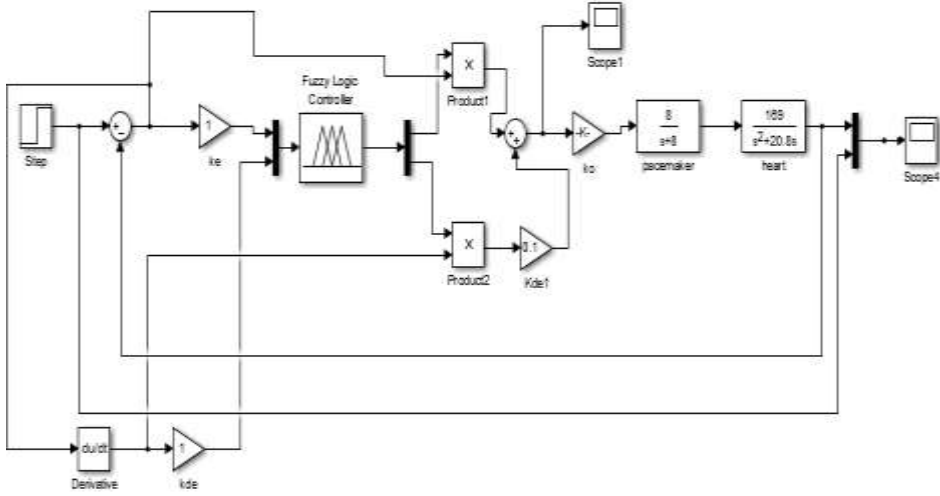 Scope1
Fuzzy Logic
Controller
X
Product1
Step
+
-
1
ke
+
+
-K-
ko
8
s+8
pacemaker
169
s²+20.8s
heart
Scope4
X
Product2
0.1
Kde1
du/dt
Derivative
1
kde